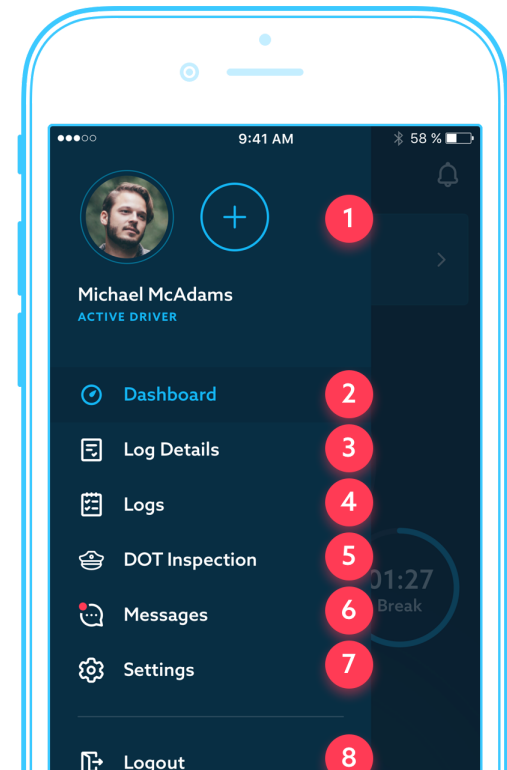 9:41 AM
58 %
1
Michael McAdams
ACTIVE DRIVER
Dashboard
2
Log Details
3
Logs
4
DOT Inspection
5
01:27
Break
Messages
6
Settings
7
Logout
8